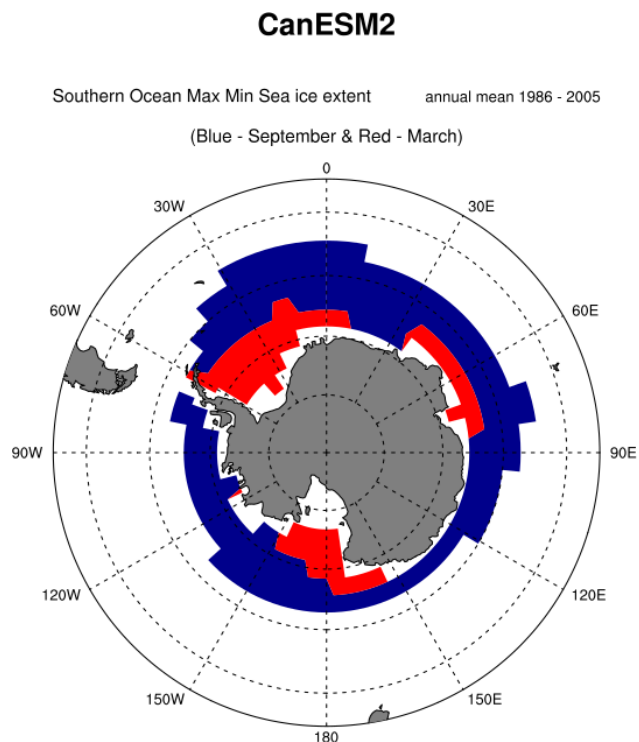 CanESM2
Southern Ocean Max Min Sea ice extent annual mean 1986 - 2005
(Blue - September & Red - March)
0
30W 30E
60W 60E
90W 90E
120W 120E
150W 150E
180